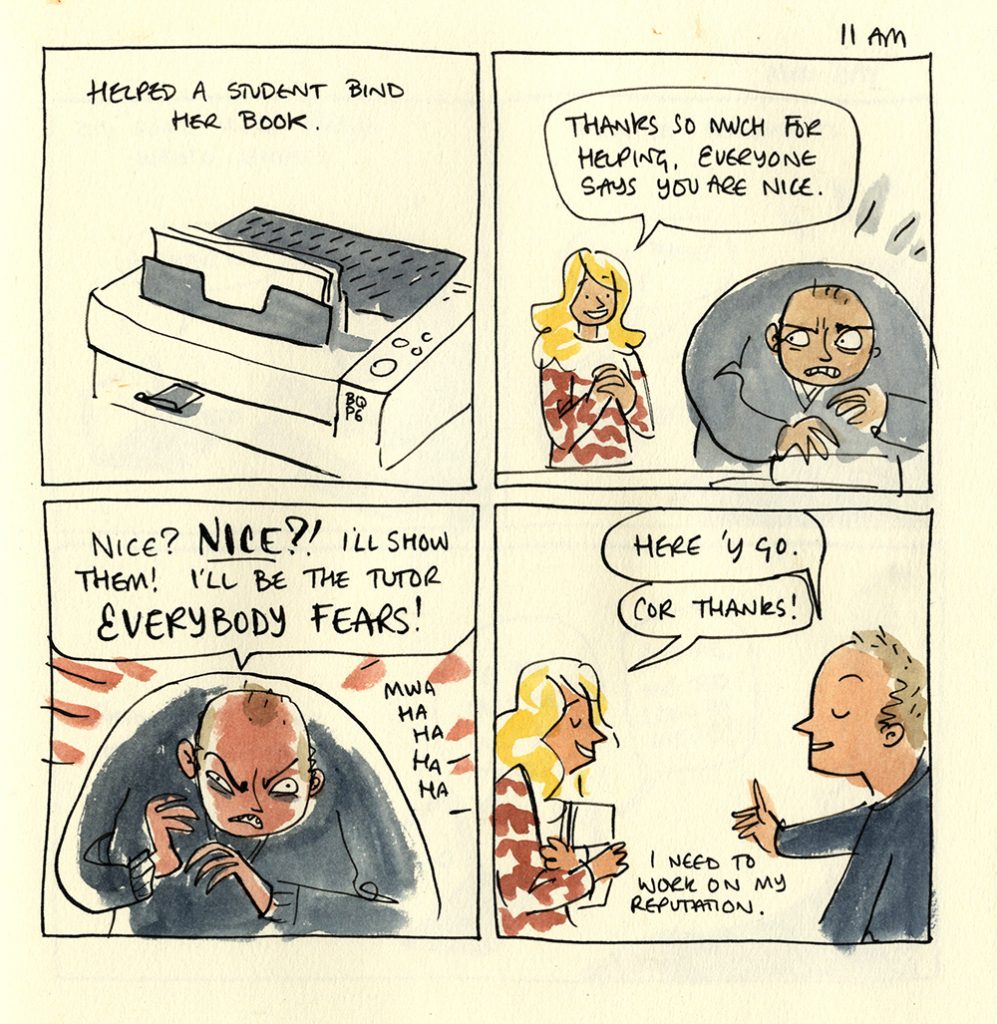 11 AM
HELPED A STUDENT BIND
HER BOOK.
BQ
P6
THANKS SO MUCH FOR
HELPING. EVERYONE
SAYS YOU ARE NICE.
NICE? NICE?! I'LL SHOW
THEM! I'LL BE THE TUTOR
EVERYBODY FEARS!
MWA
HA
HA
HA
HA
HERE 'Y GO.
COR THANKS!
I NEED TO
WORK ON MY
REPUTATION.